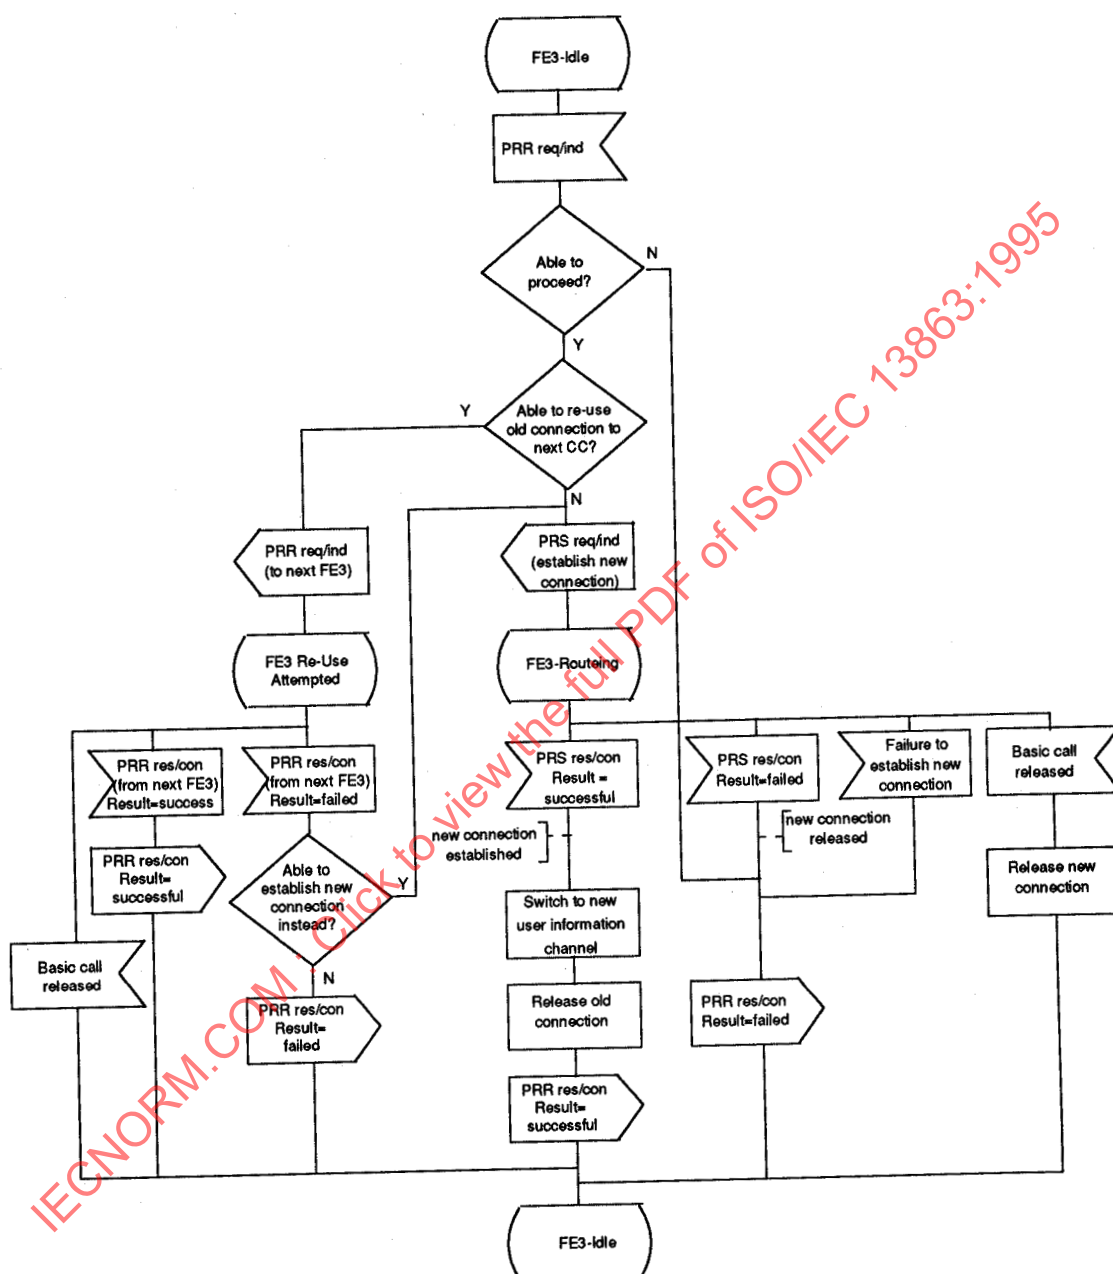 FE3-Idle
PRR req/ind
Able to
proceed?
N
Y
Able to re-use
old connection to
next CC?
Y
N
PRR req/ind
(to next FE3)
PRS req/ind
(establish new
connection)
FE3 Re-Use
Attempted
FE3-Routeing
PRR res/con
(from next FE3)
Result=success
PRR res/con
(from next FE3)
Result=failed
PRS res/con
Result =
successful
PRS res/con
Result=failed
Failure to
establish new
connection
Basic call
released
new connection
established
new connection
released
PRR res/con
Result=
successful
Able to
establish new
connection
instead?
Y
N
Switch to new
user information
channel
Release new
connection
Basic call
released
PRR res/con
Result=
failed
Release old
connection
PRR res/con
Result=failed
PRR res/con
Result=
successful
FE3-Idle
IECNORM.COM : Click to view the full PDF of ISO/IEC 13863:1995